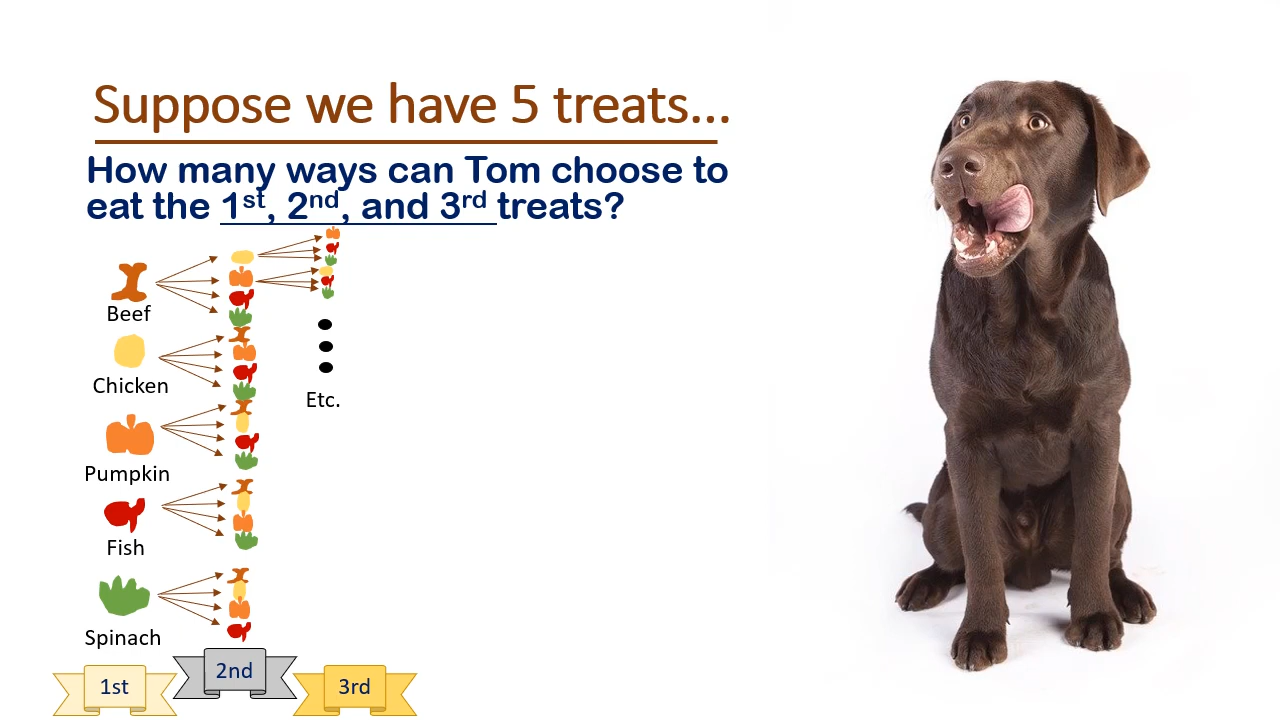 Suppose we have 5 treats...
How many ways can Tom choose to
eat the 1st, 2nd, and 3rd treats?
Beef
Chicken
Etc.
Pumpkin
Fish
Spinach
1st
2nd
3rd